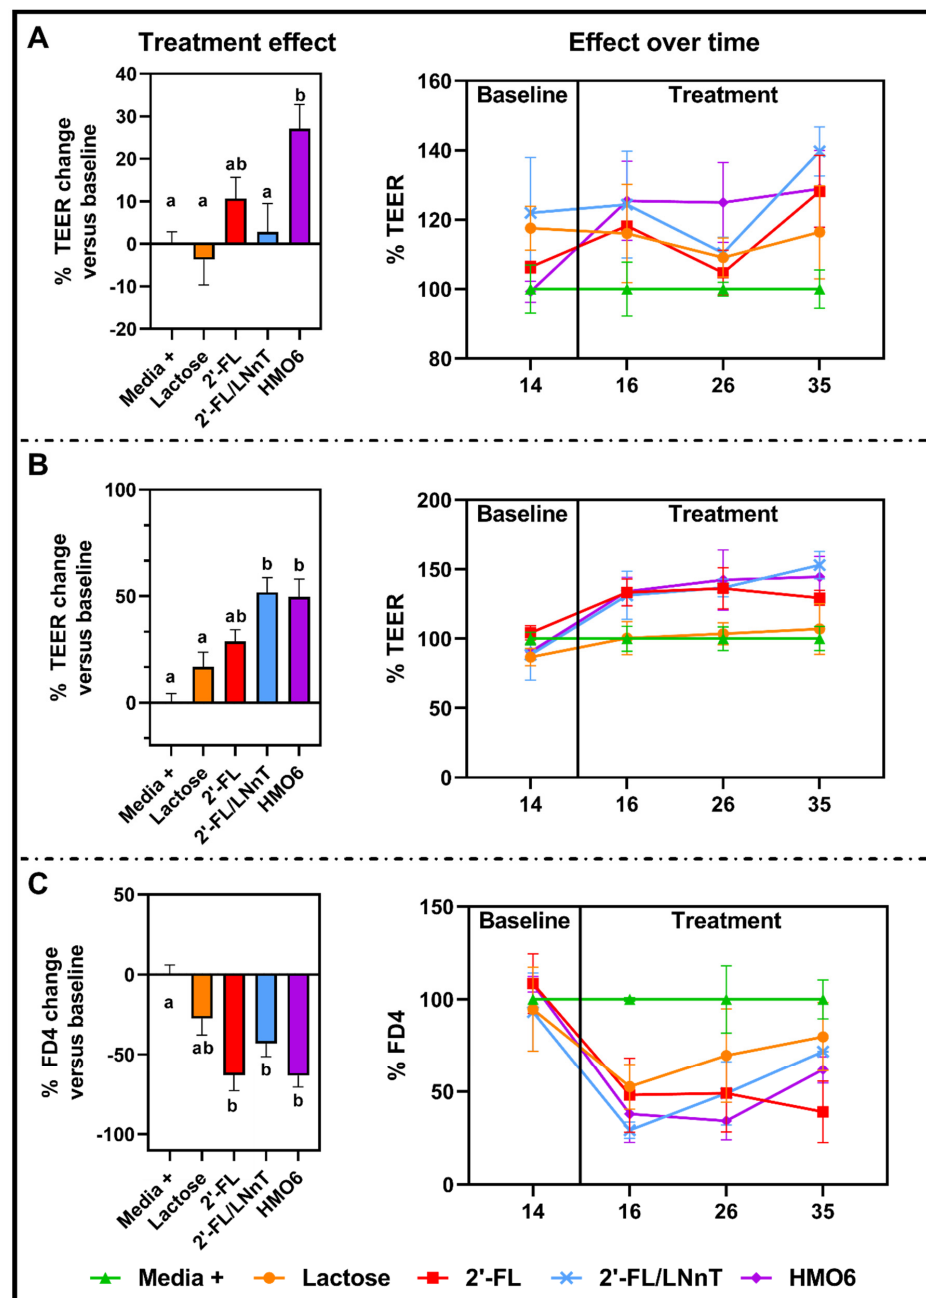 A
Treatment effect
Effect over time
% TEER change
versus baseline
40
30
20
10
0
-10
-20
a
a
ab
a
b
Media +
Lactose
2'-FL
2'-FL/LNnT
HMO6
% TEER
160
140
120
100
80
Baseline
Treatment
14
16
26
35
B
% TEER change
versus baseline
100
50
0
a
a
ab
b
b
Media +
Lactose
2'-FL
2'-FL/LNnT
HMO6
% TEER
200
150
100
50
0
Baseline
Treatment
14
16
26
35
C
% FD4 change
versus baseline
50
0
-50
-100
a
ab
b
b
b
Media +
Lactose
2'-FL
2'-FL/LNnT
HMO6
% FD4
150
100
50
0
Baseline
Treatment
14
16
26
35
Media +
Lactose
2'-FL
2'-FL/LNnT
HMO6